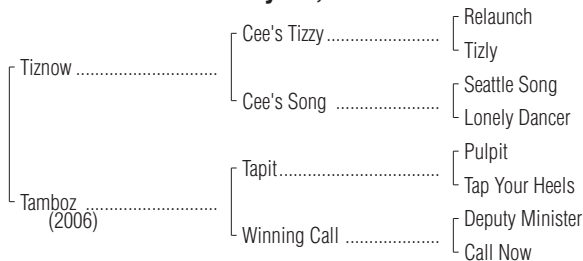 Relaunch
Cee's Tizzy ........................
Tizly
Tiznow ..............................
Seattle Song
Cee's Song ......................
Lonely Dancer
Pulpit
Tapit.................................
Tap Your Heels
Tamboz ............................
(2006)
Deputy Minister
Winning Call ....................
Call Now